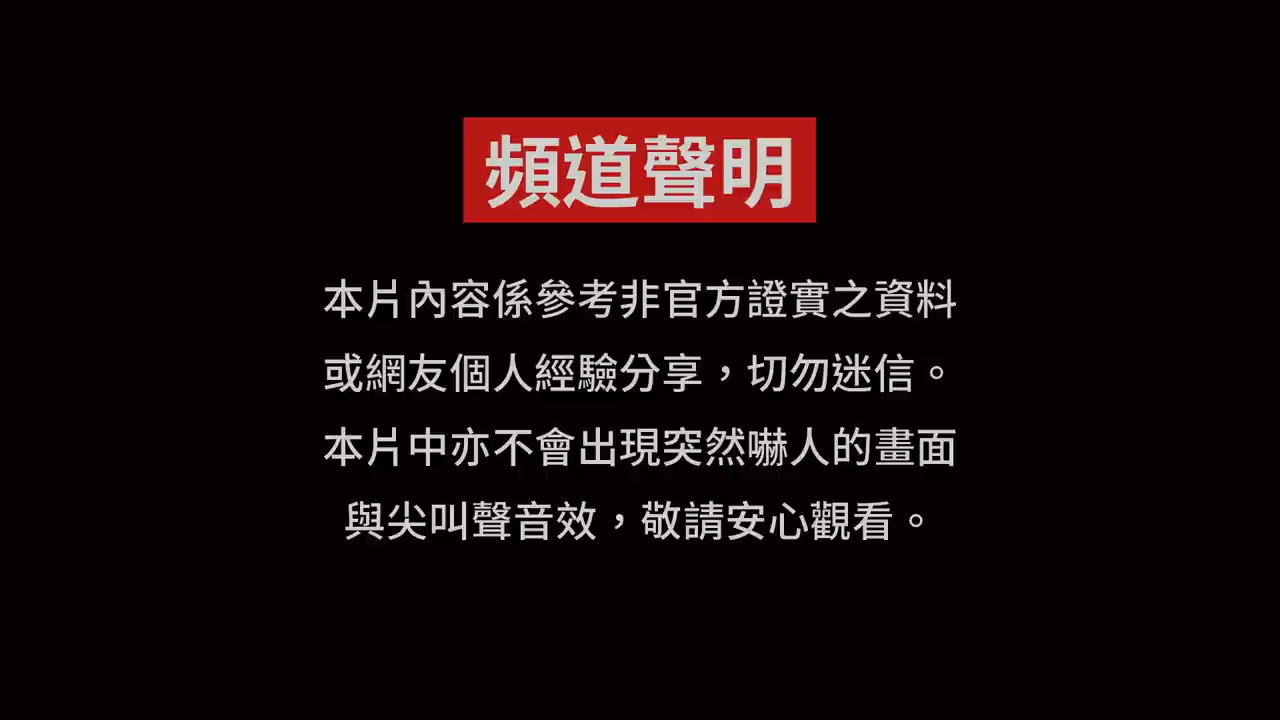 頻道聲明
本片內容係參考非官方證實之資料
或網友個人經驗分享，切勿迷信。
本片中亦不會出現突然嚇人的畫面
與尖叫聲音效，敬請安心觀看。